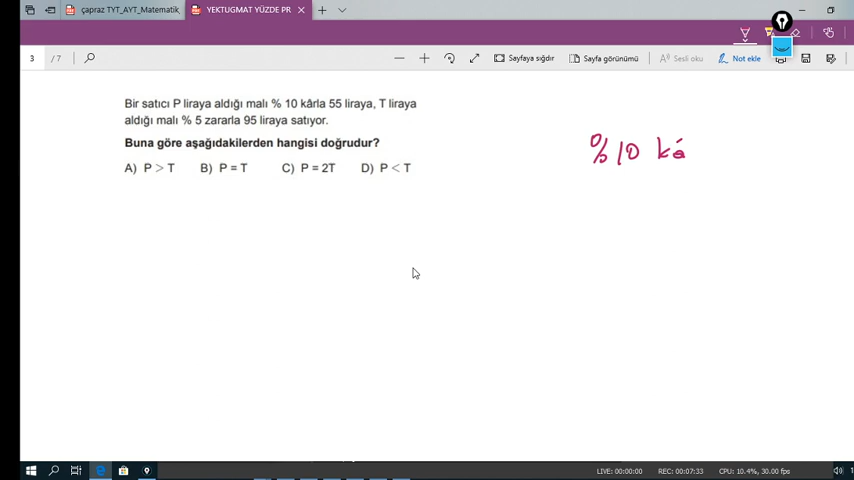 çapraz TYT_AYT_Matematik_
YEKTUGMAT YÜZDE PR
3 / 7
Sayfaya sığdır
Sayfa görünümü
Sesli oku
Not ekle
Bir satıcı P liraya aldığı malı % 10 kârla 55 liraya, T liraya
aldığı malı % 5 zararla 95 liraya satıyor.
Buna göre aşağıdakilerden hangisi doğrudur?
A) P > T B) P = T C) P = 2T D) P < T
%10 kâ
LIVE: 00:00:00 REC: 00:07:33 CPU: 10.4%, 30.00 fps